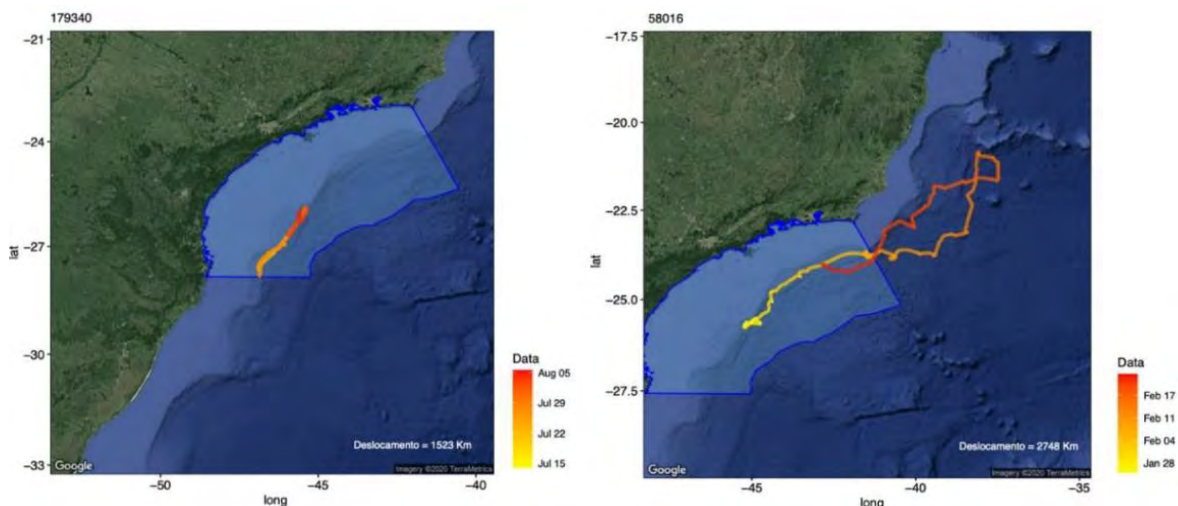 179340
−21
−24
−27
−30
−33
lat
−50
−45
−40
long
Data
Aug 05
Jul 29
Jul 22
Jul 15
Deslocamento = 1523 Km
Google
Imagery ©2020 TerraMetrics
58016
−17.5
−20.0
−22.5
−25.0
−27.5
lat
−45
−40
−35
long
Data
Feb 17
Feb 11
Feb 04
Jan 28
Deslocamento = 2748 Km
Google
Imagery ©2020 TerraMetrics